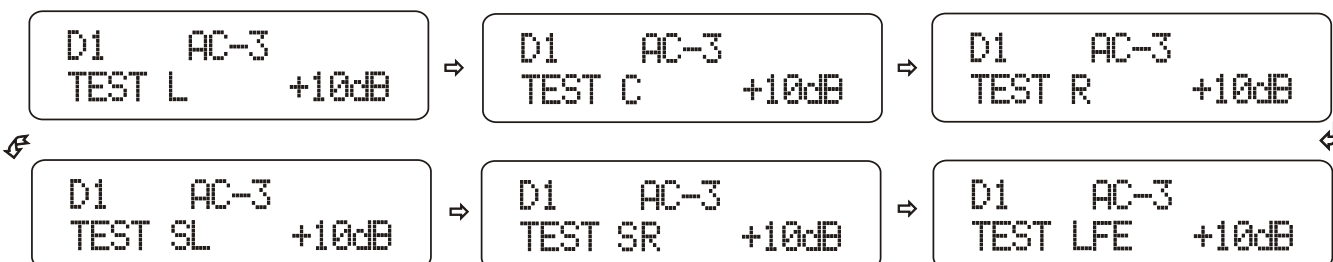 D1 AC-3
TEST L +10dB
D1 AC-3
TEST C +10dB
D1 AC-3
TEST R +10dB
D1 AC-3
TEST SL +10dB
D1 AC-3
TEST SR +10dB
D1 AC-3
TEST LFE +10dB